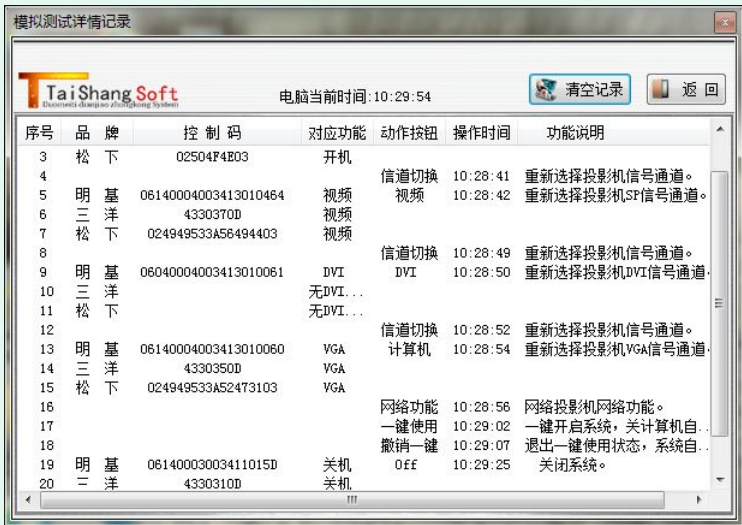 模拟测试详情记录
TaiShang Soft
Duomeiti dianjiao zhongkong System
电脑当前时间:10:29:54
清空记录
返 回
序号 品 牌 控 制 码 对应功能 动作按钮 操作时间 功能说明
3 松 下 02504F4E03 开机
4 信道切换 10:28:41 重新选择投影机信号通道。
5 明 基 06140004003413010464 视频 视频 10:28:42 重新选择投影机SP信号通道。
6 三 洋 4330370D 视频
7 松 下 024949533A56494403 视频
8 信道切换 10:28:49 重新选择投影机信号通道。
9 明 基 06040004003413010061 DVI DVI 10:28:50 重新选择投影机DVI信号通道
10 三 洋 无DVI...
11 松 下 无DVI...
12 信道切换 10:28:52 重新选择投影机信号通道。
13 明 基 06140004003413010060 VGA 计算机 10:28:54 重新选择投影机VGA信号通道
14 三 洋 4330350D VGA
15 松 下 024949533A52473103 VGA
16 网络功能 10:28:56 网络投影机网络功能。
17 一键使用 10:29:02 一键开启系统，关计算机自..
18 撤销一键 10:29:07 退出一键使用状态，系统自..
19 明 基 06140003003411015D 关机 Off 10:29:25 关闭系统。
20 三 洋 4330310D 关机